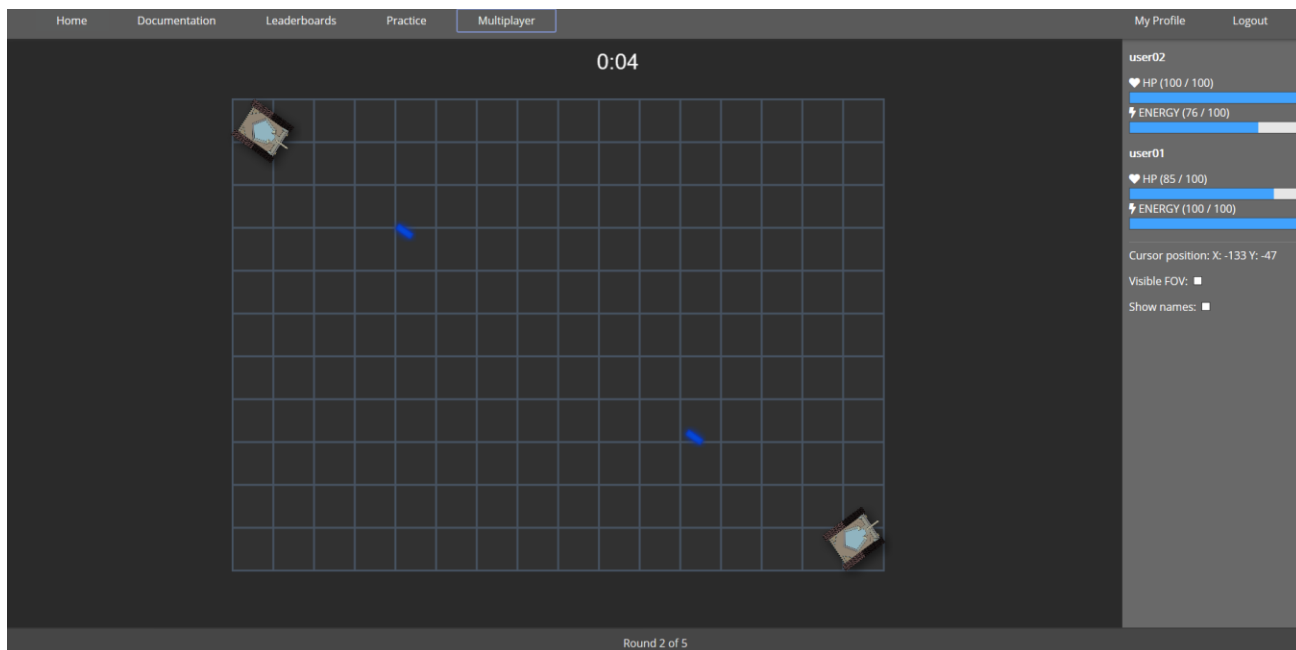 Home Documentation Leaderboards Practice Multiplayer My Profile Logout
0:04
user02
HP (100 / 100)
ENERGY (76 / 100)
user01
HP (85 / 100)
ENERGY (100 / 100)
Cursor position: X: -133 Y: -47
Visible FOV:
Show names:
Round 2 of 5